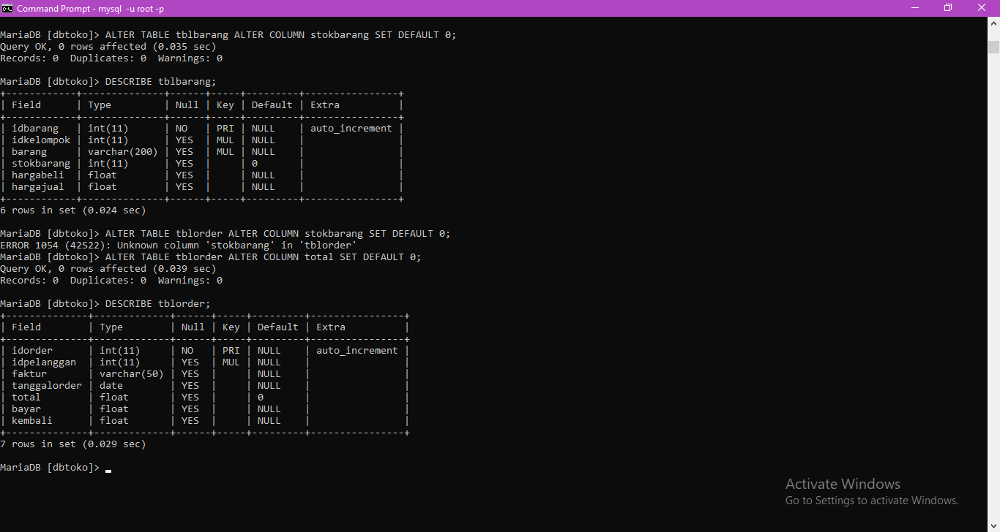 Command Prompt - mysql  -u root -p
MariaDB [dbtoko]> ALTER TABLE tblbarang ALTER COLUMN stokbarang SET DEFAULT 0;
Query OK, 0 rows affected (0.035 sec)
Records: 0  Duplicates: 0  Warnings: 0
MariaDB [dbtoko]> DESCRIBE tblbarang;
+------------+--------------+------+-----+---------+----------------+
| Field      | Type         | Null | Key | Default | Extra          |
+------------+--------------+------+-----+---------+----------------+
| idbarang   | int(11)      | NO   | PRI | NULL    | auto_increment |
| idkelompok | int(11)      | YES  | MUL | NULL    |                |
| barang     | varchar(200) | YES  | MUL | NULL    |                |
| stokbarang | int(11)      | YES  |     | 0       |                |
| hargabeli  | float        | YES  |     | NULL    |                |
| hargajual  | float        | YES  |     | NULL    |                |
+------------+--------------+------+-----+---------+----------------+
6 rows in set (0.024 sec)
MariaDB [dbtoko]> ALTER TABLE tblorder ALTER COLUMN stokbarang SET DEFAULT 0;
ERROR 1054 (42S22): Unknown column 'stokbarang' in 'tblorder'
MariaDB [dbtoko]> ALTER TABLE tblorder ALTER COLUMN total SET DEFAULT 0;
Query OK, 0 rows affected (0.039 sec)
Records: 0  Duplicates: 0  Warnings: 0
MariaDB [dbtoko]> DESCRIBE tblorder;
+--------------+-------------+------+-----+---------+----------------+
| Field        | Type        | Null | Key | Default | Extra          |
+--------------+-------------+------+-----+---------+----------------+
| idorder      | int(11)     | NO   | PRI | NULL    | auto_increment |
| idpelanggan  | int(11)     | YES  | MUL | NULL    |                |
| faktur       | varchar(50) | YES  |     | NULL    |                |
| tanggalorder | date        | YES  |     | NULL    |                |
| total        | float       | YES  |     | 0       |                |
| bayar        | float       | YES  |     | NULL    |                |
| kembali      | float       | YES  |     | NULL    |                |
+--------------+-------------+------+-----+---------+----------------+
7 rows in set (0.029 sec)
MariaDB [dbtoko]> _
Activate Windows
Go to Settings to activate Windows.